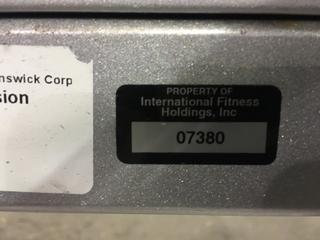 nswick Corp
sion
PROPERTY OF
International Fitness
Holdings, Inc
07380